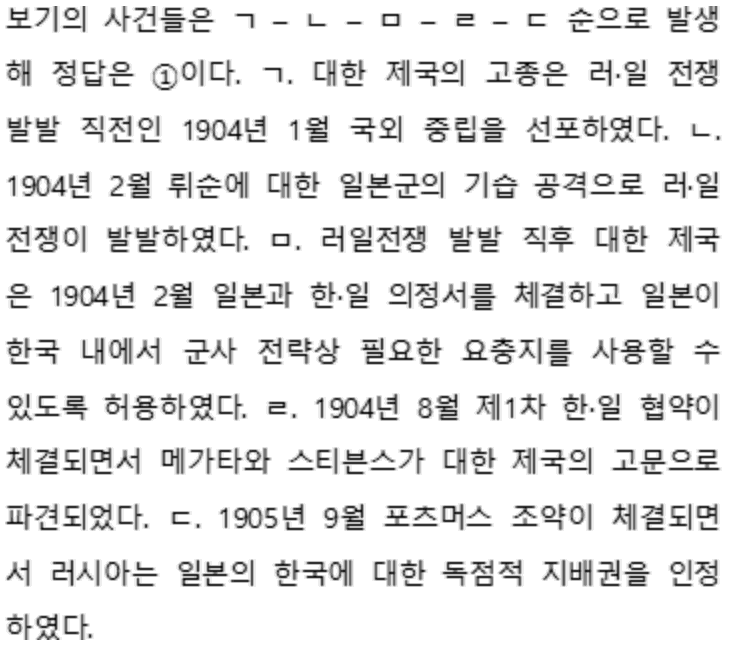 보기의 사건들은 ㄱ – ㄴ – ㅁ – ㄹ – ㄷ 순으로 발생
해 정답은 ①이다. ㄱ. 대한 제국의 고종은 러·일 전쟁
발발 직전인 1904년 1월 국외 중립을 선포하였다. ㄴ.
1904년 2월 뤼순에 대한 일본군의 기습 공격으로 러·일
전쟁이 발발하였다. ㅁ. 러일전쟁 발발 직후 대한 제국
은 1904년 2월 일본과 한·일 의정서를 체결하고 일본이
한국 내에서 군사 전략상 필요한 요충지를 사용할 수
있도록 허용하였다. ㄹ. 1904년 8월 제1차 한·일 협약이
체결되면서 메가타와 스티븐스가 대한 제국의 고문으로
파견되었다. ㄷ. 1905년 9월 포츠머스 조약이 체결되면
서 러시아는 일본의 한국에 대한 독점적 지배권을 인정
하였다.